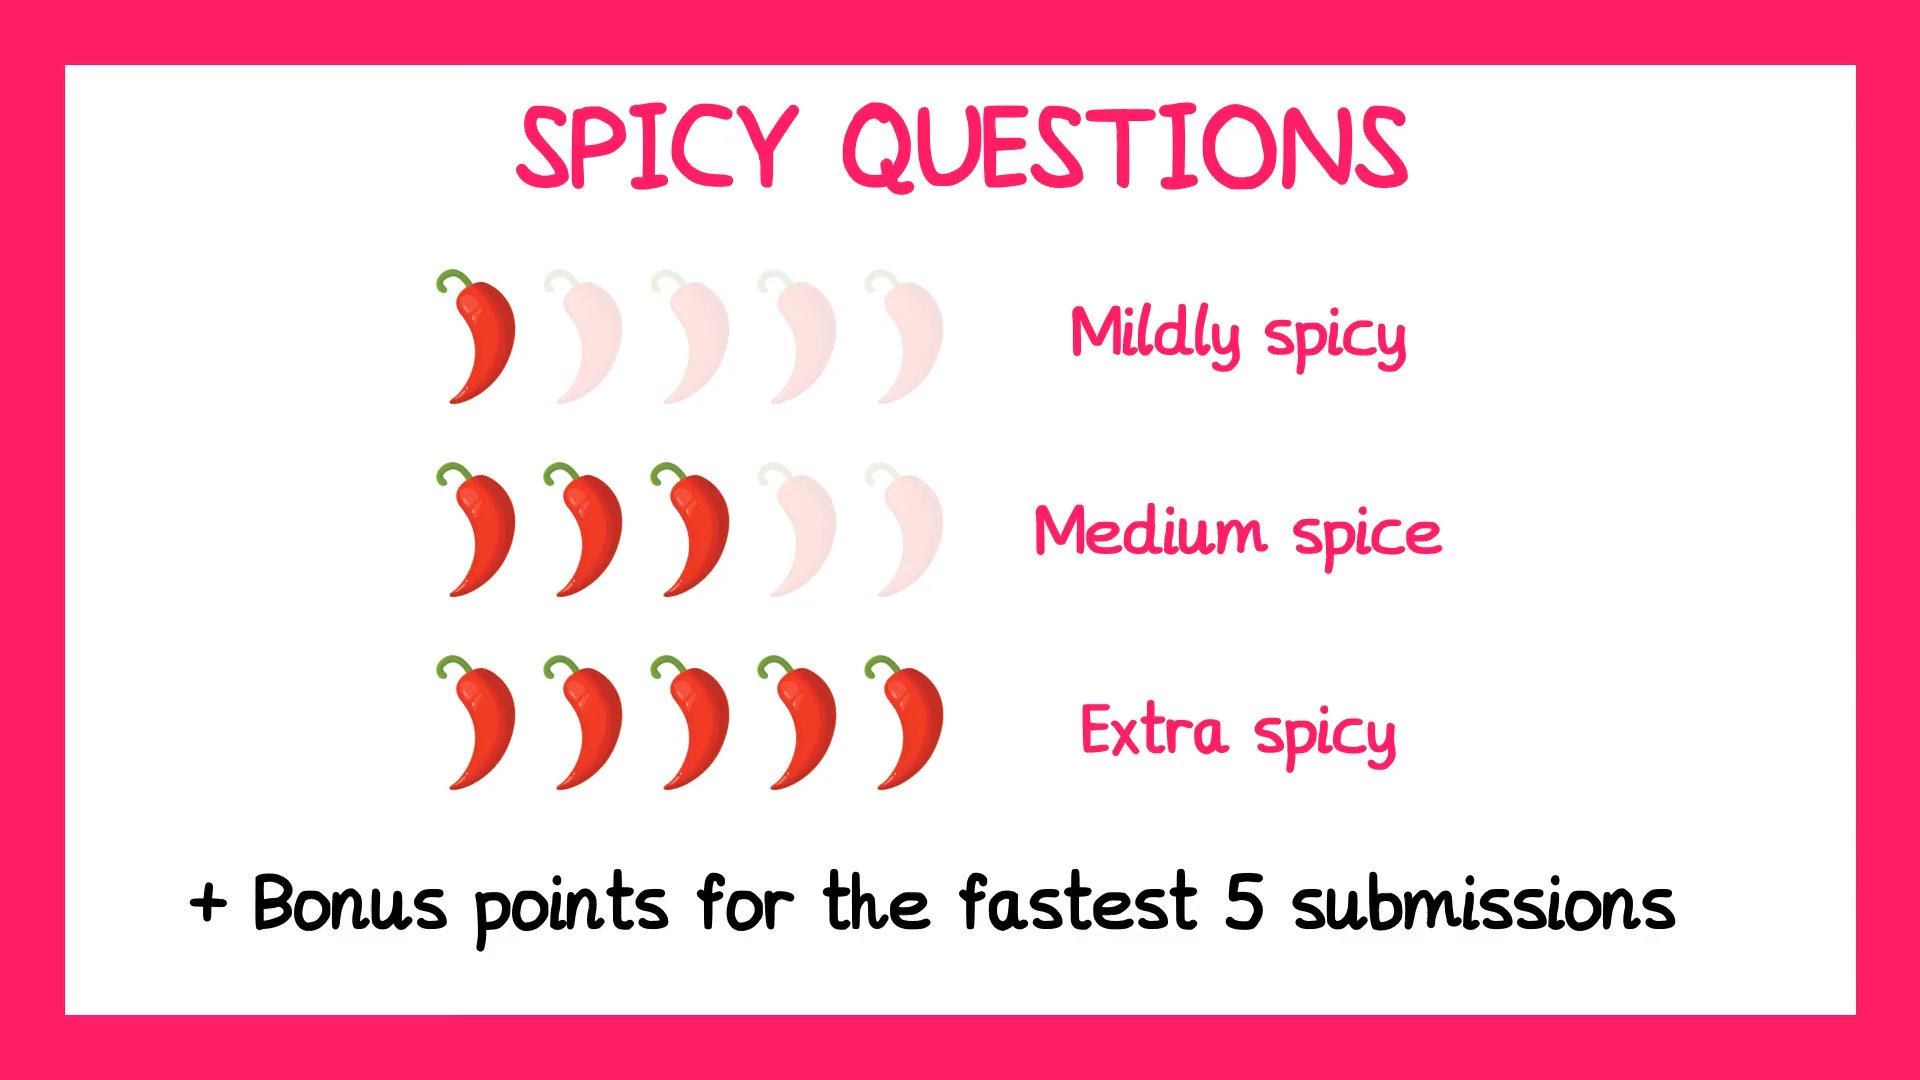 SPICY QUESTIONS
Mildly spicy
Medium spice
Extra spicy
+ Bonus points for the fastest 5 submissions